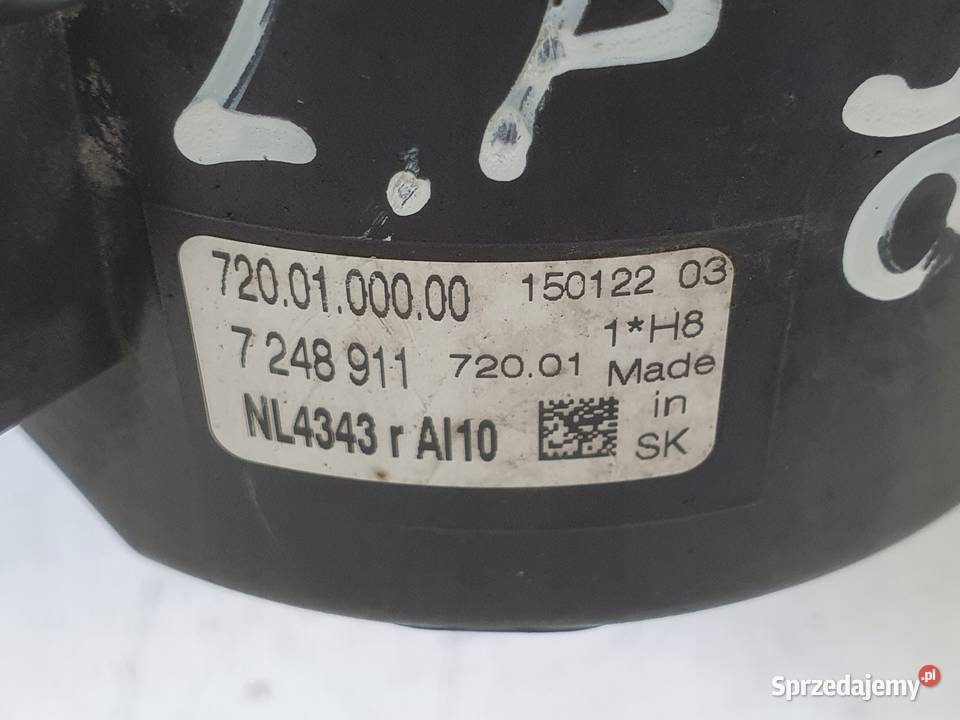 L.P
720.01.000.00 150122 03
1*H8
7 248 911 720.01 Made
NL4343 r Al10 in
SK
Sprzedajemy.pl